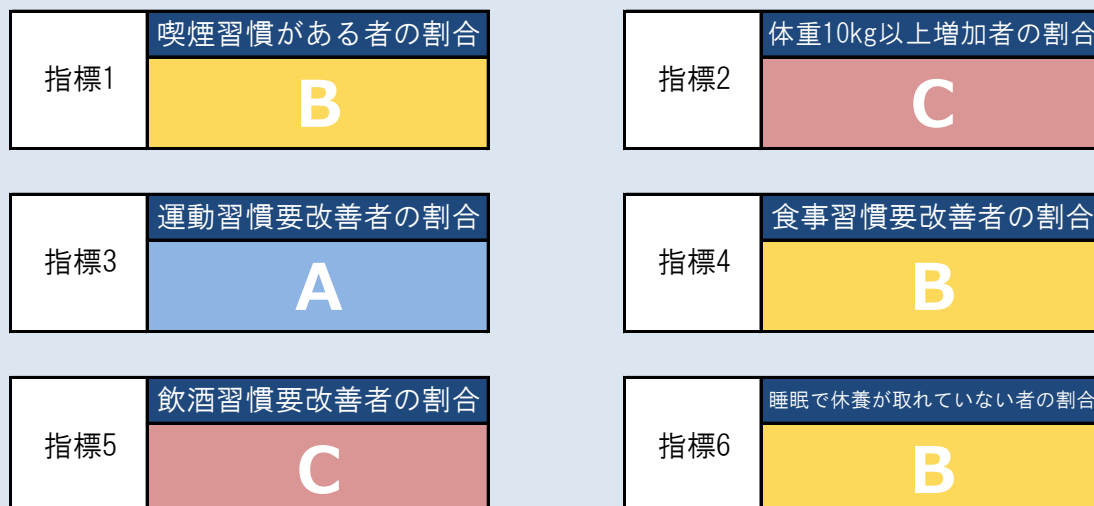 指標1
喫煙習慣がある者の割合
B
指標2
体重10kg以上増加者の割合
C
指標3
運動習慣要改善者の割合
A
指標4
食事習慣要改善者の割合
B
指標5
飲酒習慣要改善者の割合
C
指標6
睡眠で休養が取れていない者の割合
B